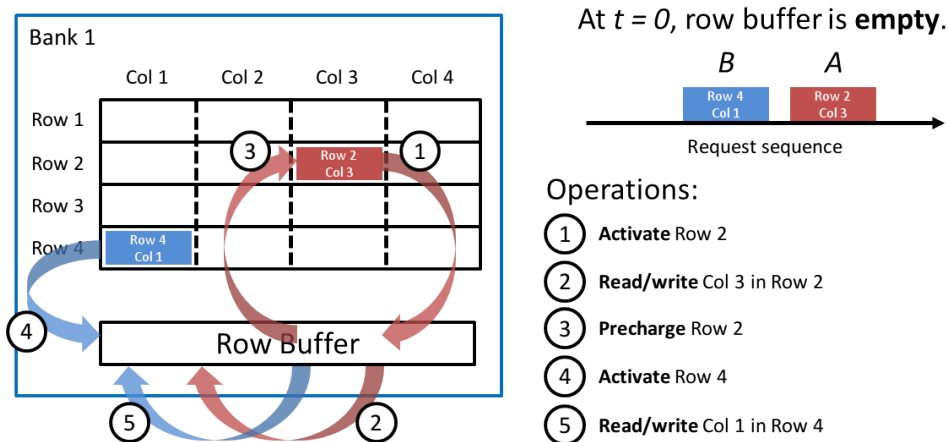 Bank 1
Col 1 Col 2 Col 3 Col 4
Row 1
Row 2
Row 3
Row 4
3
Row 2
Col 3
1
Row 4
Col 1
4
Row Buffer
5
2
At t = 0, row buffer is empty.
B A
Row 4
Col 1
Row 2
Col 3
Request sequence
Operations:
1 Activate Row 2
2 Read/write Col 3 in Row 2
3 Precharge Row 2
4 Activate Row 4
5 Read/write Col 1 in Row 4